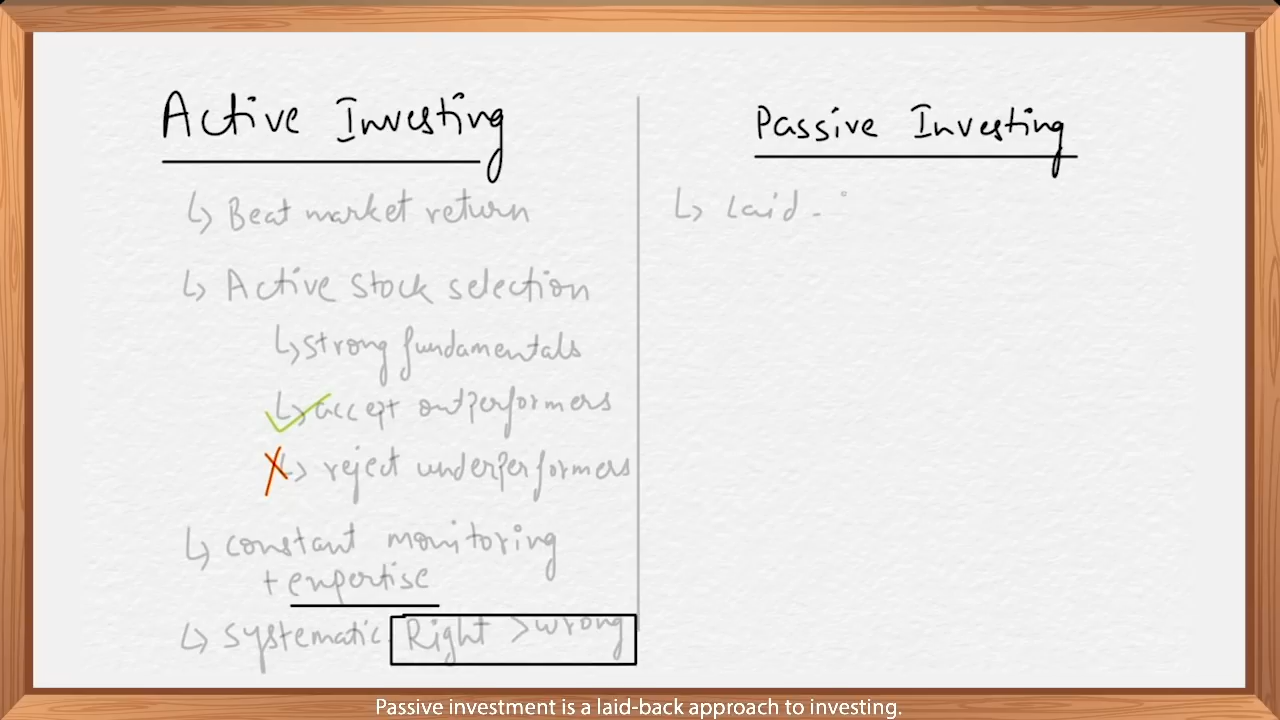 Active Investing
↳ Beat market return
↳ Active stock selection
↳ strong fundamentals
↳ accept outperformers
↳ reject underperformers
↳ constant monitoring
+ expertise
↳ systematic. Right > wrong
Passive Investing
↳ Laid -
Passive investment is a laid-back approach to investing.